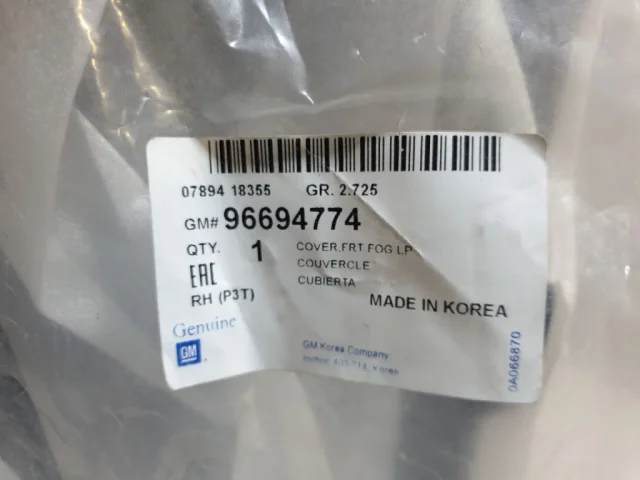 07894 18355 GR. 2.725
GM# 96694774
QTY. 1 COVER,FRT FOG LP
COUVERCLE
CUBIERTA
EAC
RH (P3T)
MADE IN KOREA
Genuine
GM
GM Korea Company
Korea
0A066870